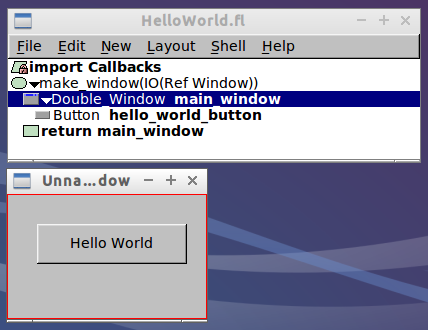 HelloWorld.fl
File Edit New Layout Shell Help
import Callbacks
make_window(IO(Ref Window))
Double_Window main_window
Button hello_world_button
return main_window
Unna...dow
Hello World